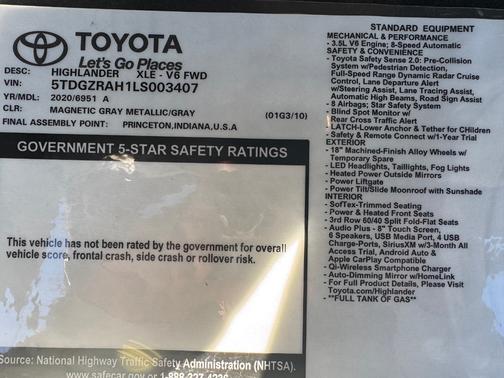 TOYOTA
Let's Go Places
DESC: HIGHLANDER XLE - V6 FWD
VIN: 5TDGZRAH1LS003407
YR/MDL: 2020/6951 A
CLR: MAGNETIC GRAY METALLIC/GRAY (01G3/10)
FINAL ASSEMBLY POINT: PRINCETON,INDIANA,U.S.A
GOVERNMENT 5-STAR SAFETY RATINGS
This vehicle has not been rated by the government for overall
vehicle score, frontal crash, side crash or rollover risk.
Source: National Highway Traffic Safety Administration (NHTSA).
www.safecar.gov or 1-888-327-4236
STANDARD EQUIPMENT
MECHANICAL & PERFORMANCE
- 3.5L V6 Engine; 8-Speed Automatic
SAFETY & CONVENIENCE
- Toyota Safety Sense 2.0: Pre-Collision
System w/Pedestrian Detection,
Full-Speed Range Dynamic Radar Cruise
Control, Lane Departure Alert
w/Steering Assist, Lane Tracing Assist,
Automatic High Beams, Road Sign Assist
- 8 Airbags; Star Safety System
- Blind Spot Monitor w/
Rear Cross Traffic Alert
- LATCH-Lower Anchor & Tether for Children
- Safety & Remote Connect w/1-Year Trial
EXTERIOR
- 18" Machined-Finish Alloy Wheels w/
Temporary Spare
- LED Headlights, Taillights, Fog Lights
- Heated Power Outside Mirrors
- Power Liftgate
- Power Tilt/Slide Moonroof with Sunshade
INTERIOR
- SofTex-Trimmed Seating
- Power & Heated Front Seats
- 3rd Row 60/40 Split Fold-Flat Seats
- Audio Plus - 8" Touch Screen,
6 Speakers, USB Media Port, 4 USB
Charge-Ports, SiriusXM w/3-Month All
Access Trial, Android Auto &
Apple CarPlay Compatible
- Qi-Wireless Smartphone Charger
- Auto-Dimming Mirror w/HomeLink
- For Full Product Details, Please Visit
Toyota.com/Highlander
- **FULL TANK OF GAS**